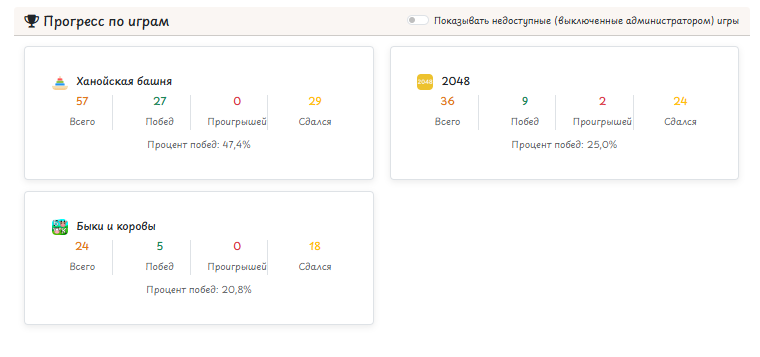 Прогресс по играм
Показывать недоступные (выключенные администратором) игры
Ханойская башня
57 27 0 29
Всего Побед Проигрышей Сдался
Процент побед: 47,4%
2048 2048
36 9 2 24
Всего Побед Проигрышей Сдался
Процент побед: 25,0%
Быки и коровы
24 5 0 18
Всего Побед Проигрышей Сдался
Процент побед: 20,8%